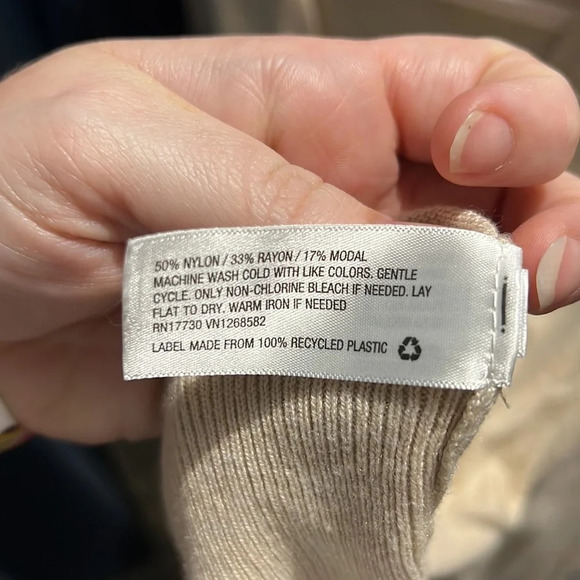 50% NYLON / 33% RAYON / 17% MODAL
MACHINE WASH COLD WITH LIKE COLORS. GENTLE
CYCLE. ONLY NON-CHLORINE BLEACH IF NEEDED. LAY
FLAT TO DRY. WARM IRON IF NEEDED
RN17730 VN1268582
LABEL MADE FROM 100% RECYCLED PLASTIC